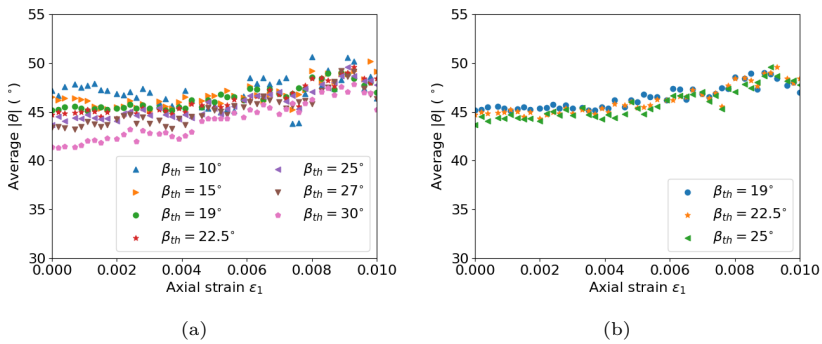 55
50
45
40
35
30
Average |θ| ( °)
β_th = 10°
β_th = 15°
β_th = 19°
β_th = 22.5°
β_th = 25°
β_th = 27°
β_th = 30°
0.000 0.002 0.004 0.006 0.008 0.010
Axial strain ε₁
(a)
55
50
45
40
35
30
Average |θ| ( °)
β_th = 19°
β_th = 22.5°
β_th = 25°
0.000 0.002 0.004 0.006 0.008 0.010
Axial strain ε₁
(b)